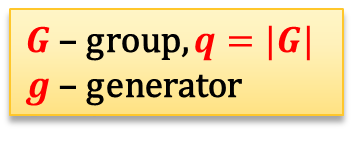 G – group, q = |G|
g – generator